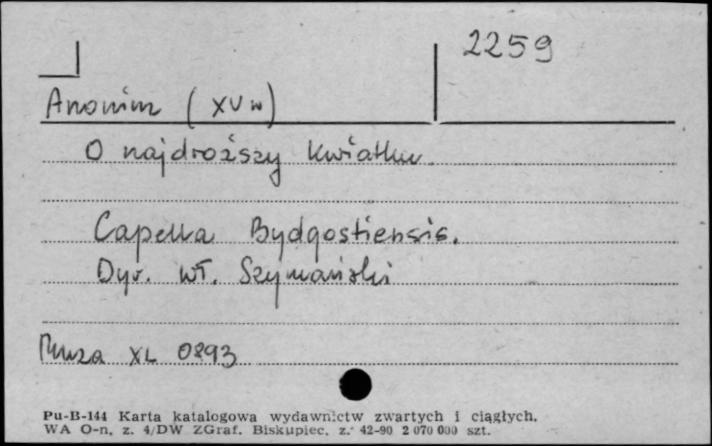 2259
Anonim (XV w)
O najdroższy kwiatku.
Capella Bydgostiensis.
Dyr. Wł. Szymański
Muza XL 0893
Pu-B-144 Karta katalogowa wydawnictw zwartych i ciągłych.
WA O-n, z. 4/DW ZGraf. Biskupiec, z. 42-90 2 070 000 szt.